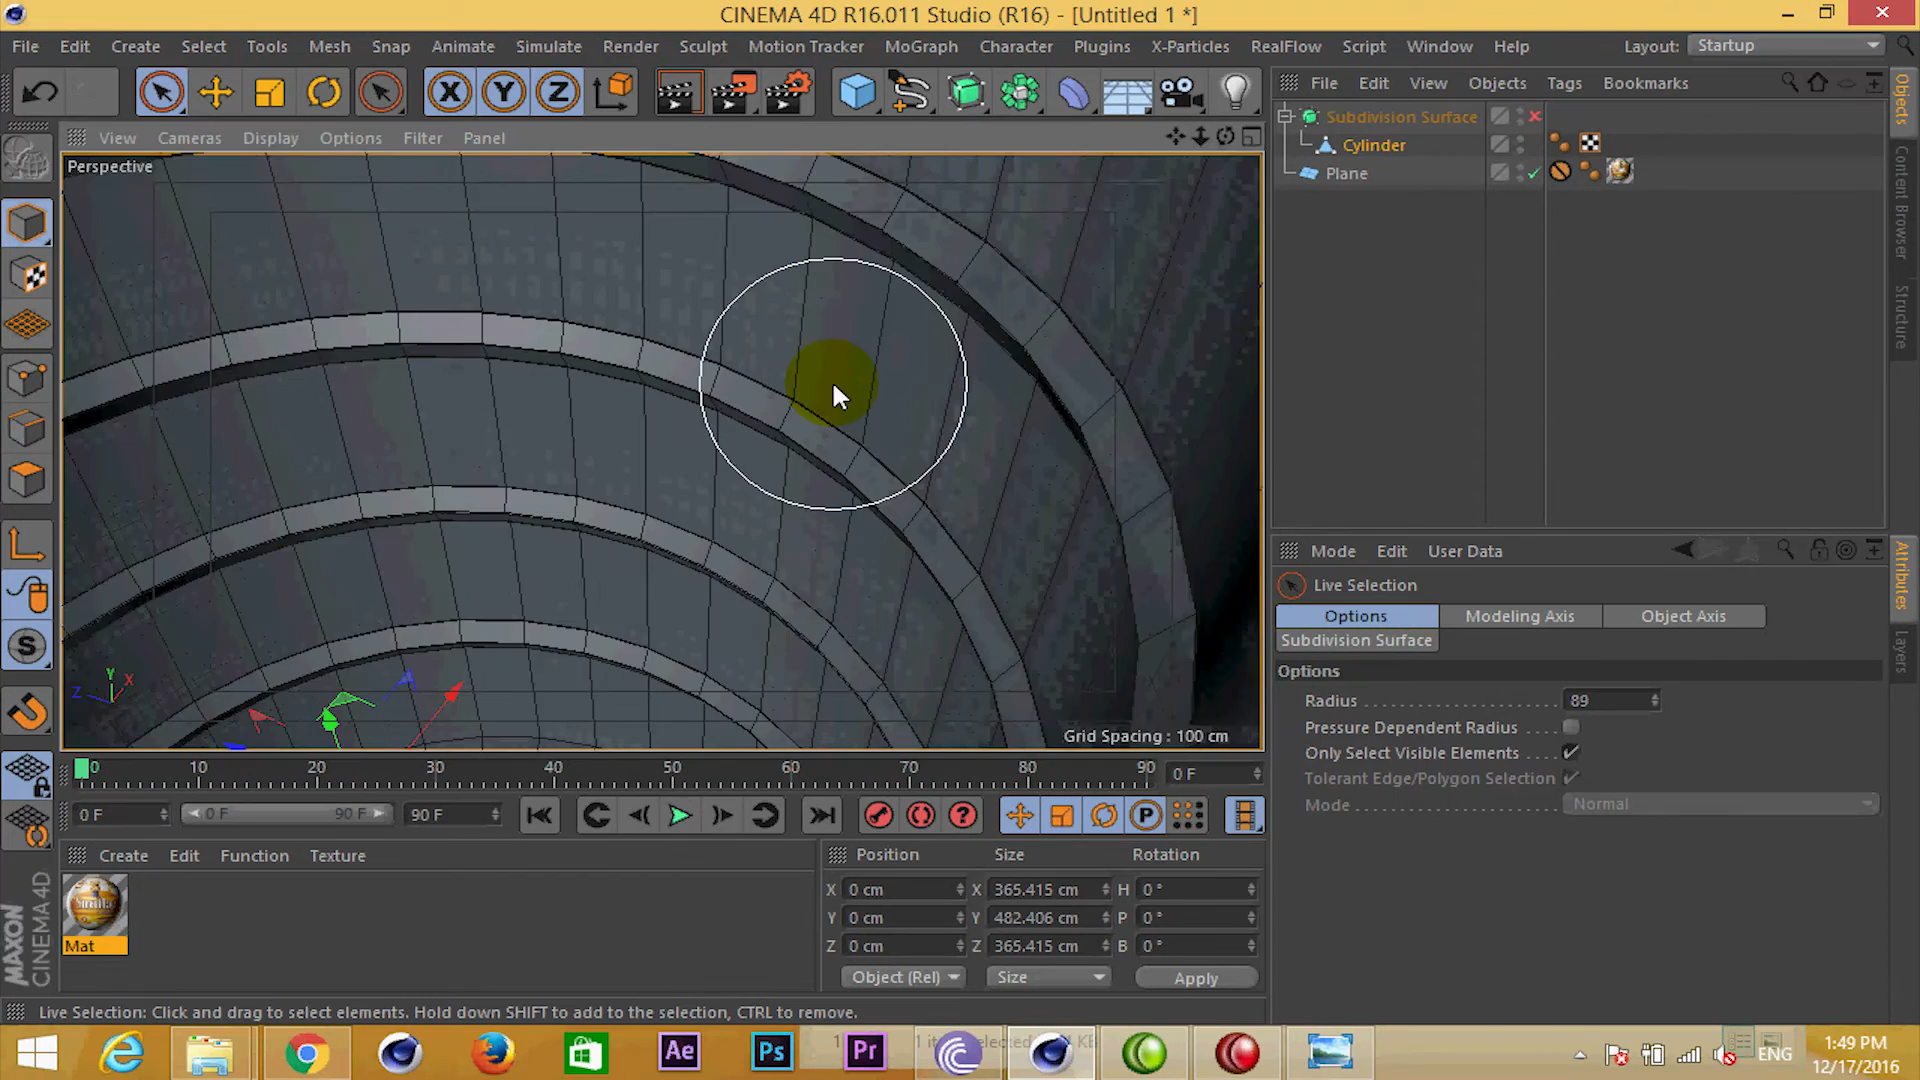 CINEMA 4D R16.011 Studio (R16) - [Untitled 1 *]
File Edit Create Select Tools Mesh Snap Animate Simulate Render Sculpt Motion Tracker MoGraph Character Plugins X-Particles RealFlow Script Window Help Layout: Startup
X Y Z
File Edit View Objects Tags Bookmarks
Objects
Content Browser
Structure
View Cameras Display Options Filter Panel
Perspective
Subdivision Surface
Cylinder
Plane
S
Y
Z X
Grid Spacing : 100 cm
Mode Edit User Data
Attributes
Layers
Live Selection
Options Modeling Axis Object Axis
Subdivision Surface
Options
Radius 89
Pressure Dependent Radius
Only Select Visible Elements
Tolerant Edge/Polygon Selection
Mode Normal
0 10 20 30 40 50 60 70 80 90 0 F
0 F 0 F 90 F 90 F P
Create Edit Function Texture
Mat
MAXON
CINEMA 4D
Position Size Rotation
X 0 cm X 365.415 cm H 0 °
Y 0 cm Y 482.406 cm P 0 °
Z 0 cm Z 365.415 cm B 0 °
Object (Rel) Size Apply
Live Selection: Click and drag to select elements. Hold down SHIFT to add to the selection, CTRL to remove.
Ae Ps Pr
ENG
1:49 PM
12/17/2016